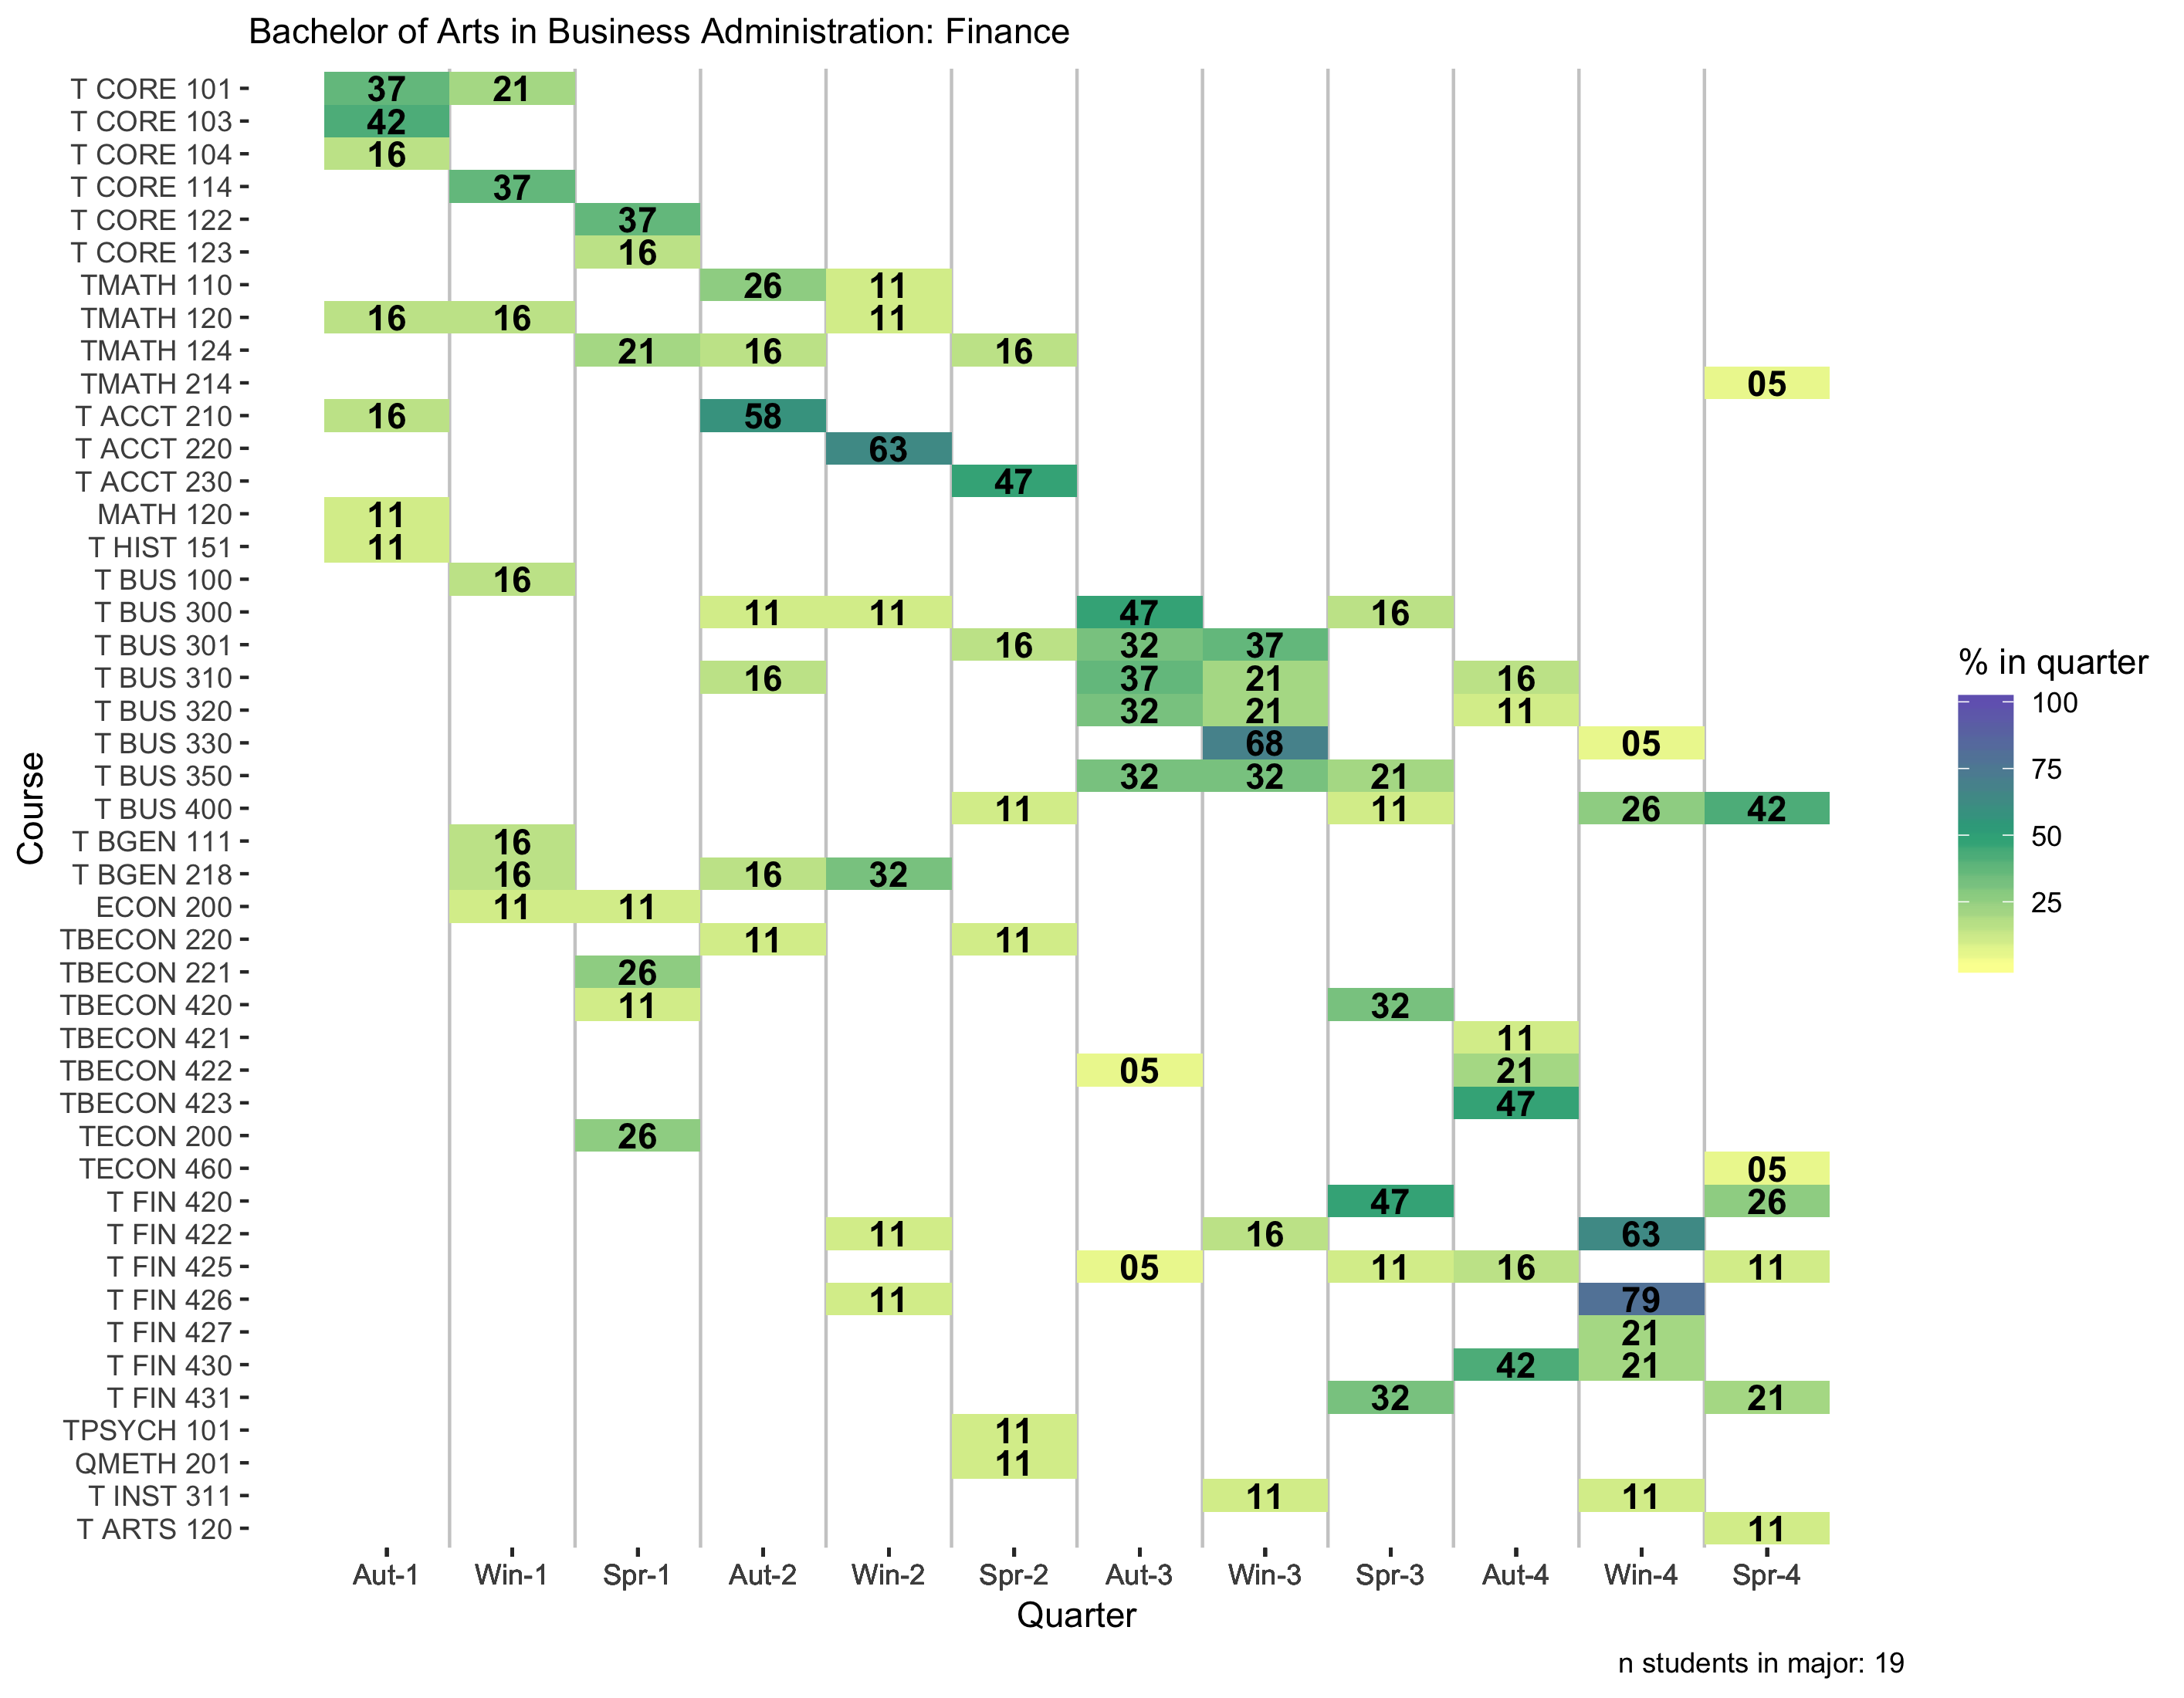 Bachelor of Arts in Business Administration: Finance
T CORE 101 37 21
T CORE 103 42
T CORE 104 16
T CORE 114 37
T CORE 122 37
T CORE 123 16
TMATH 110 26 11
TMATH 120 16 16 11
TMATH 124 21 16 16
TMATH 214 05
T ACCT 210 16 58
T ACCT 220 63
T ACCT 230 47
MATH 120 11
T HIST 151 11
T BUS 100 16
T BUS 300 11 11 47 16
T BUS 301 16 32 37
T BUS 310 16 37 21 16
T BUS 320 32 21 11
T BUS 330 68 05
T BUS 350 32 32 21
T BUS 400 11 11 26 42
T BGEN 111 16
T BGEN 218 16 16 32
ECON 200 11 11
TBECON 220 11 11
TBECON 221 26
TBECON 420 11 32
TBECON 421 11
TBECON 422 05 21
TBECON 423 47
TECON 200 26
TECON 460 05
T FIN 420 47 26
T FIN 422 11 16 63
T FIN 425 05 11 16 11
T FIN 426 11 79
T FIN 427 21
T FIN 430 42 21
T FIN 431 32 21
TPSYCH 101 11
QMETH 201 11
T INST 311 11 11
T ARTS 120 11
Course
Aut-1 Win-1 Spr-1 Aut-2 Win-2 Spr-2 Aut-3 Win-3 Spr-3 Aut-4 Win-4 Spr-4
Quarter
% in quarter
100
75
50
25
n students in major: 19